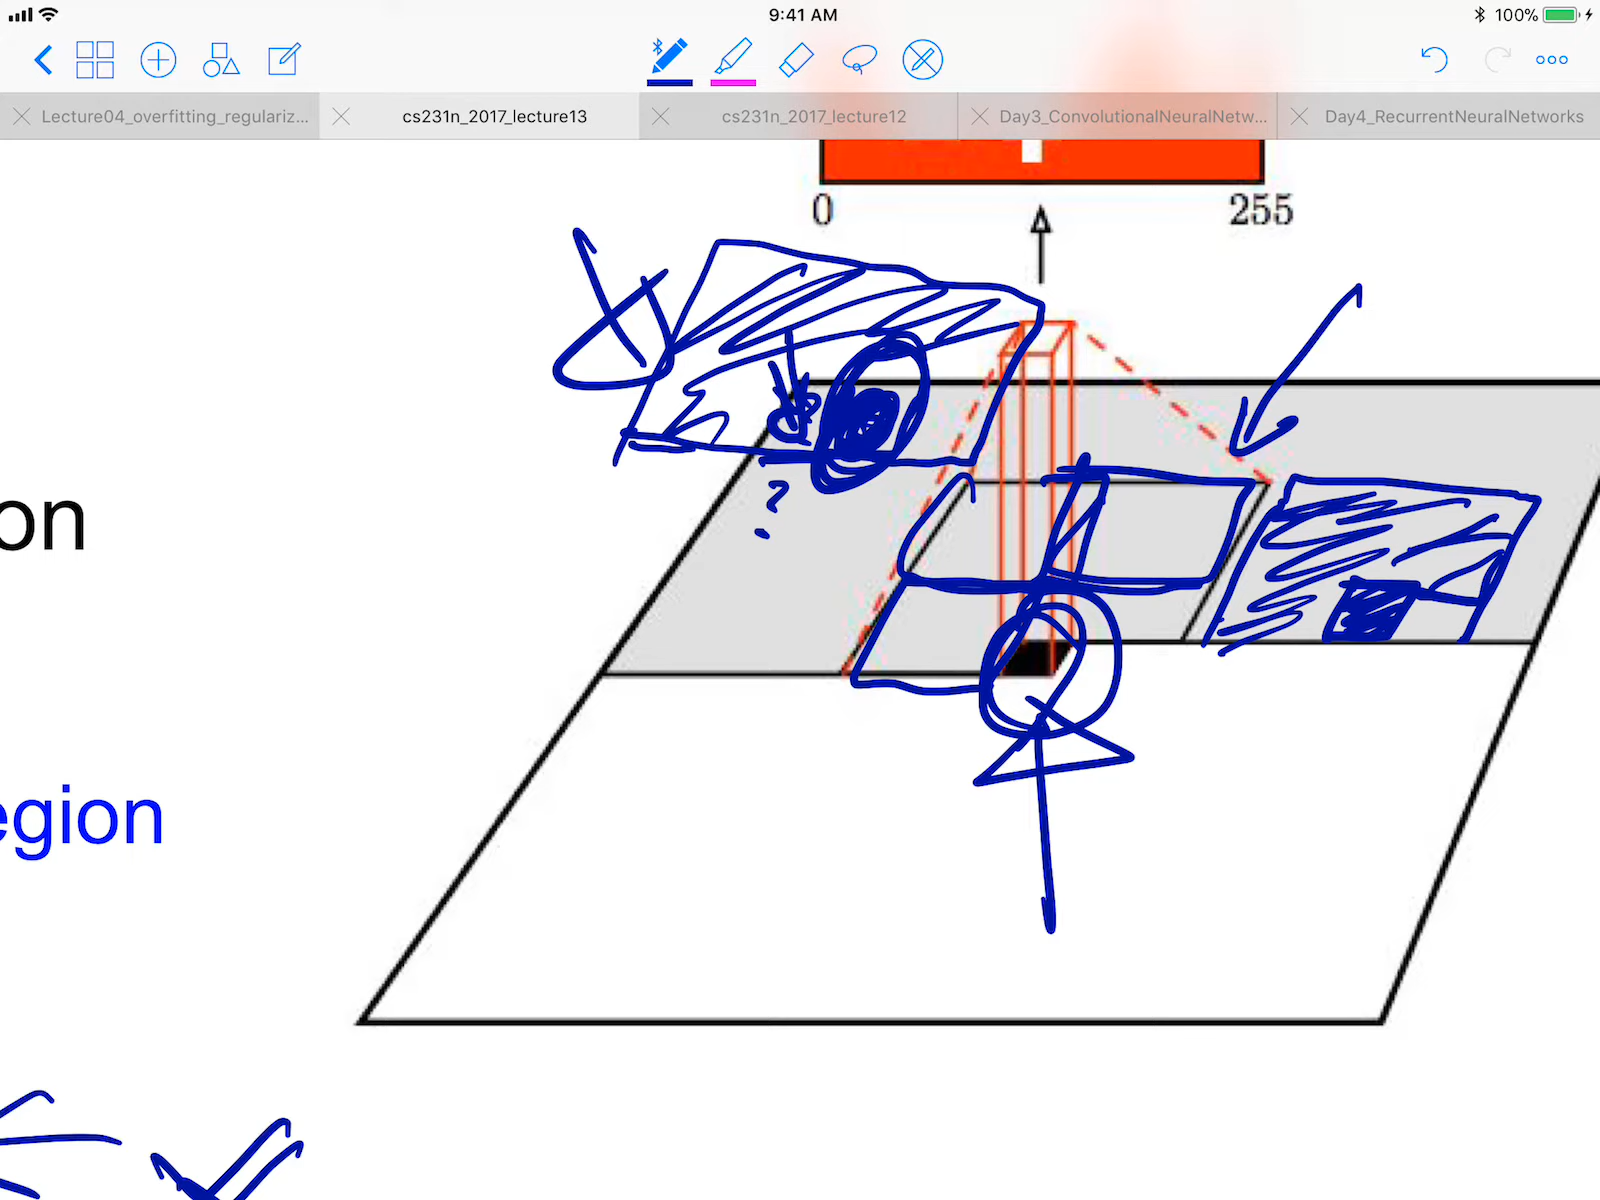 9:41 AM
100%
Lecture04_overfitting_regulariz...
cs231n_2017_lecture13
cs231n_2017_lecture12
Day3_ConvolutionalNeuralNetw...
Day4_RecurrentNeuralNetworks
0
255
?
on
egion